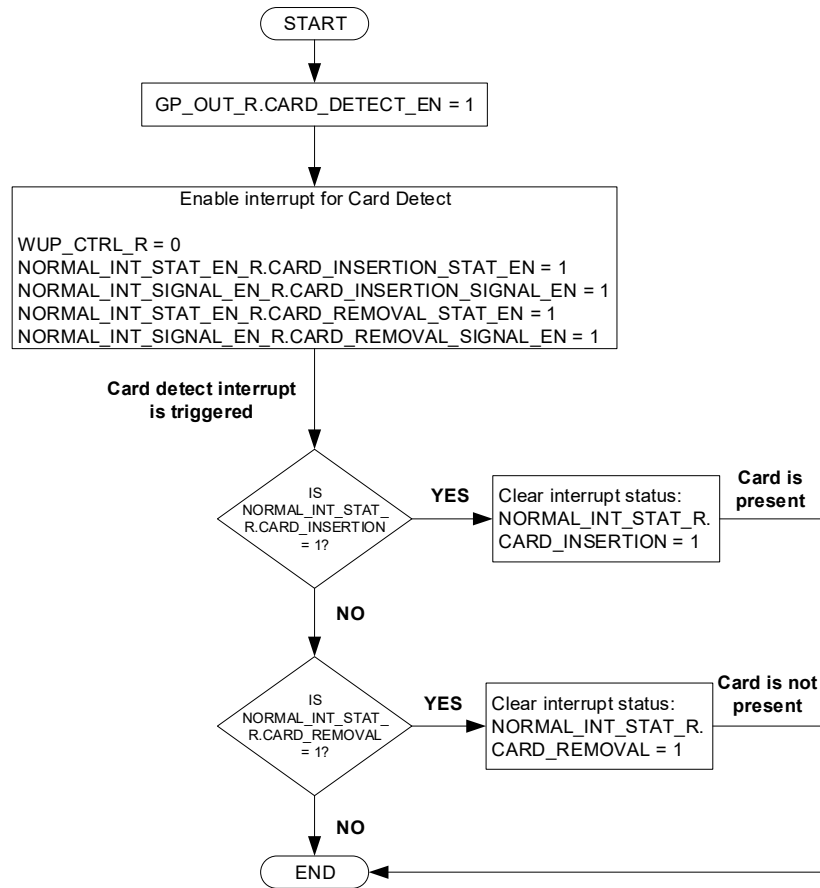 START
GP_OUT_R.CARD_DETECT_EN = 1
Enable interrupt for Card Detect
WUP_CTRL_R = 0
NORMAL_INT_STAT_EN_R.CARD_INSERTION_STAT_EN = 1
NORMAL_INT_SIGNAL_EN_R.CARD_INSERTION_SIGNAL_EN = 1
NORMAL_INT_STAT_EN_R.CARD_REMOVAL_STAT_EN = 1
NORMAL_INT_SIGNAL_EN_R.CARD_REMOVAL_SIGNAL_EN = 1
Card detect interrupt
is triggered
IS
NORMAL_INT_STAT_
R.CARD_INSERTION
= 1?
YES
Clear interrupt status:
NORMAL_INT_STAT_R.
CARD_INSERTION = 1
Card is
present
NO
IS
NORMAL_INT_STAT_
R.CARD_REMOVAL
= 1?
YES
Clear interrupt status:
NORMAL_INT_STAT_R.
CARD_REMOVAL = 1
Card is not
present
NO
END